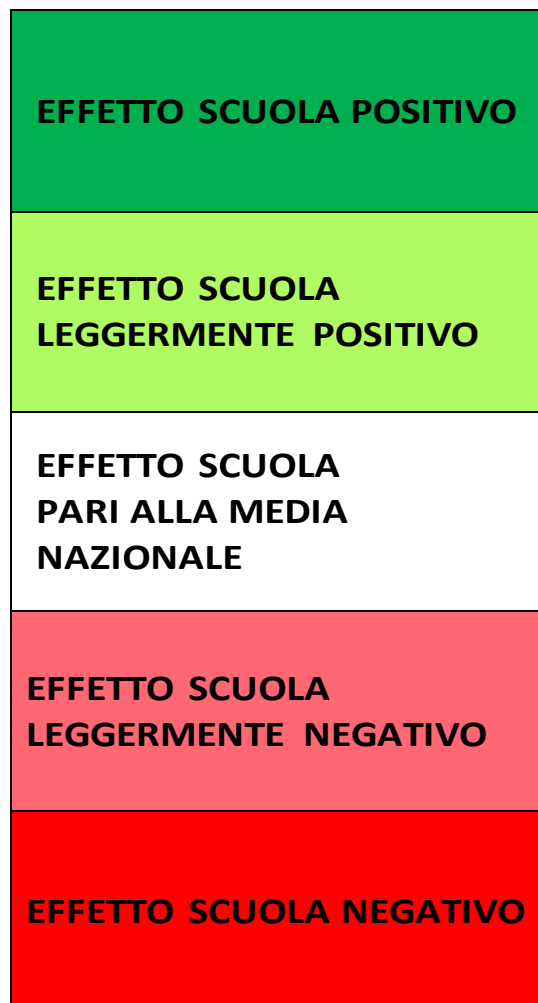 EFFETTO SCUOLA POSITIVO
EFFETTO SCUOLA
LEGGERMENTE POSITIVO
EFFETTO SCUOLA
PARI ALLA MEDIA
NAZIONALE
EFFETTO SCUOLA
LEGGERMENTE NEGATIVO
EFFETTO SCUOLA NEGATIVO